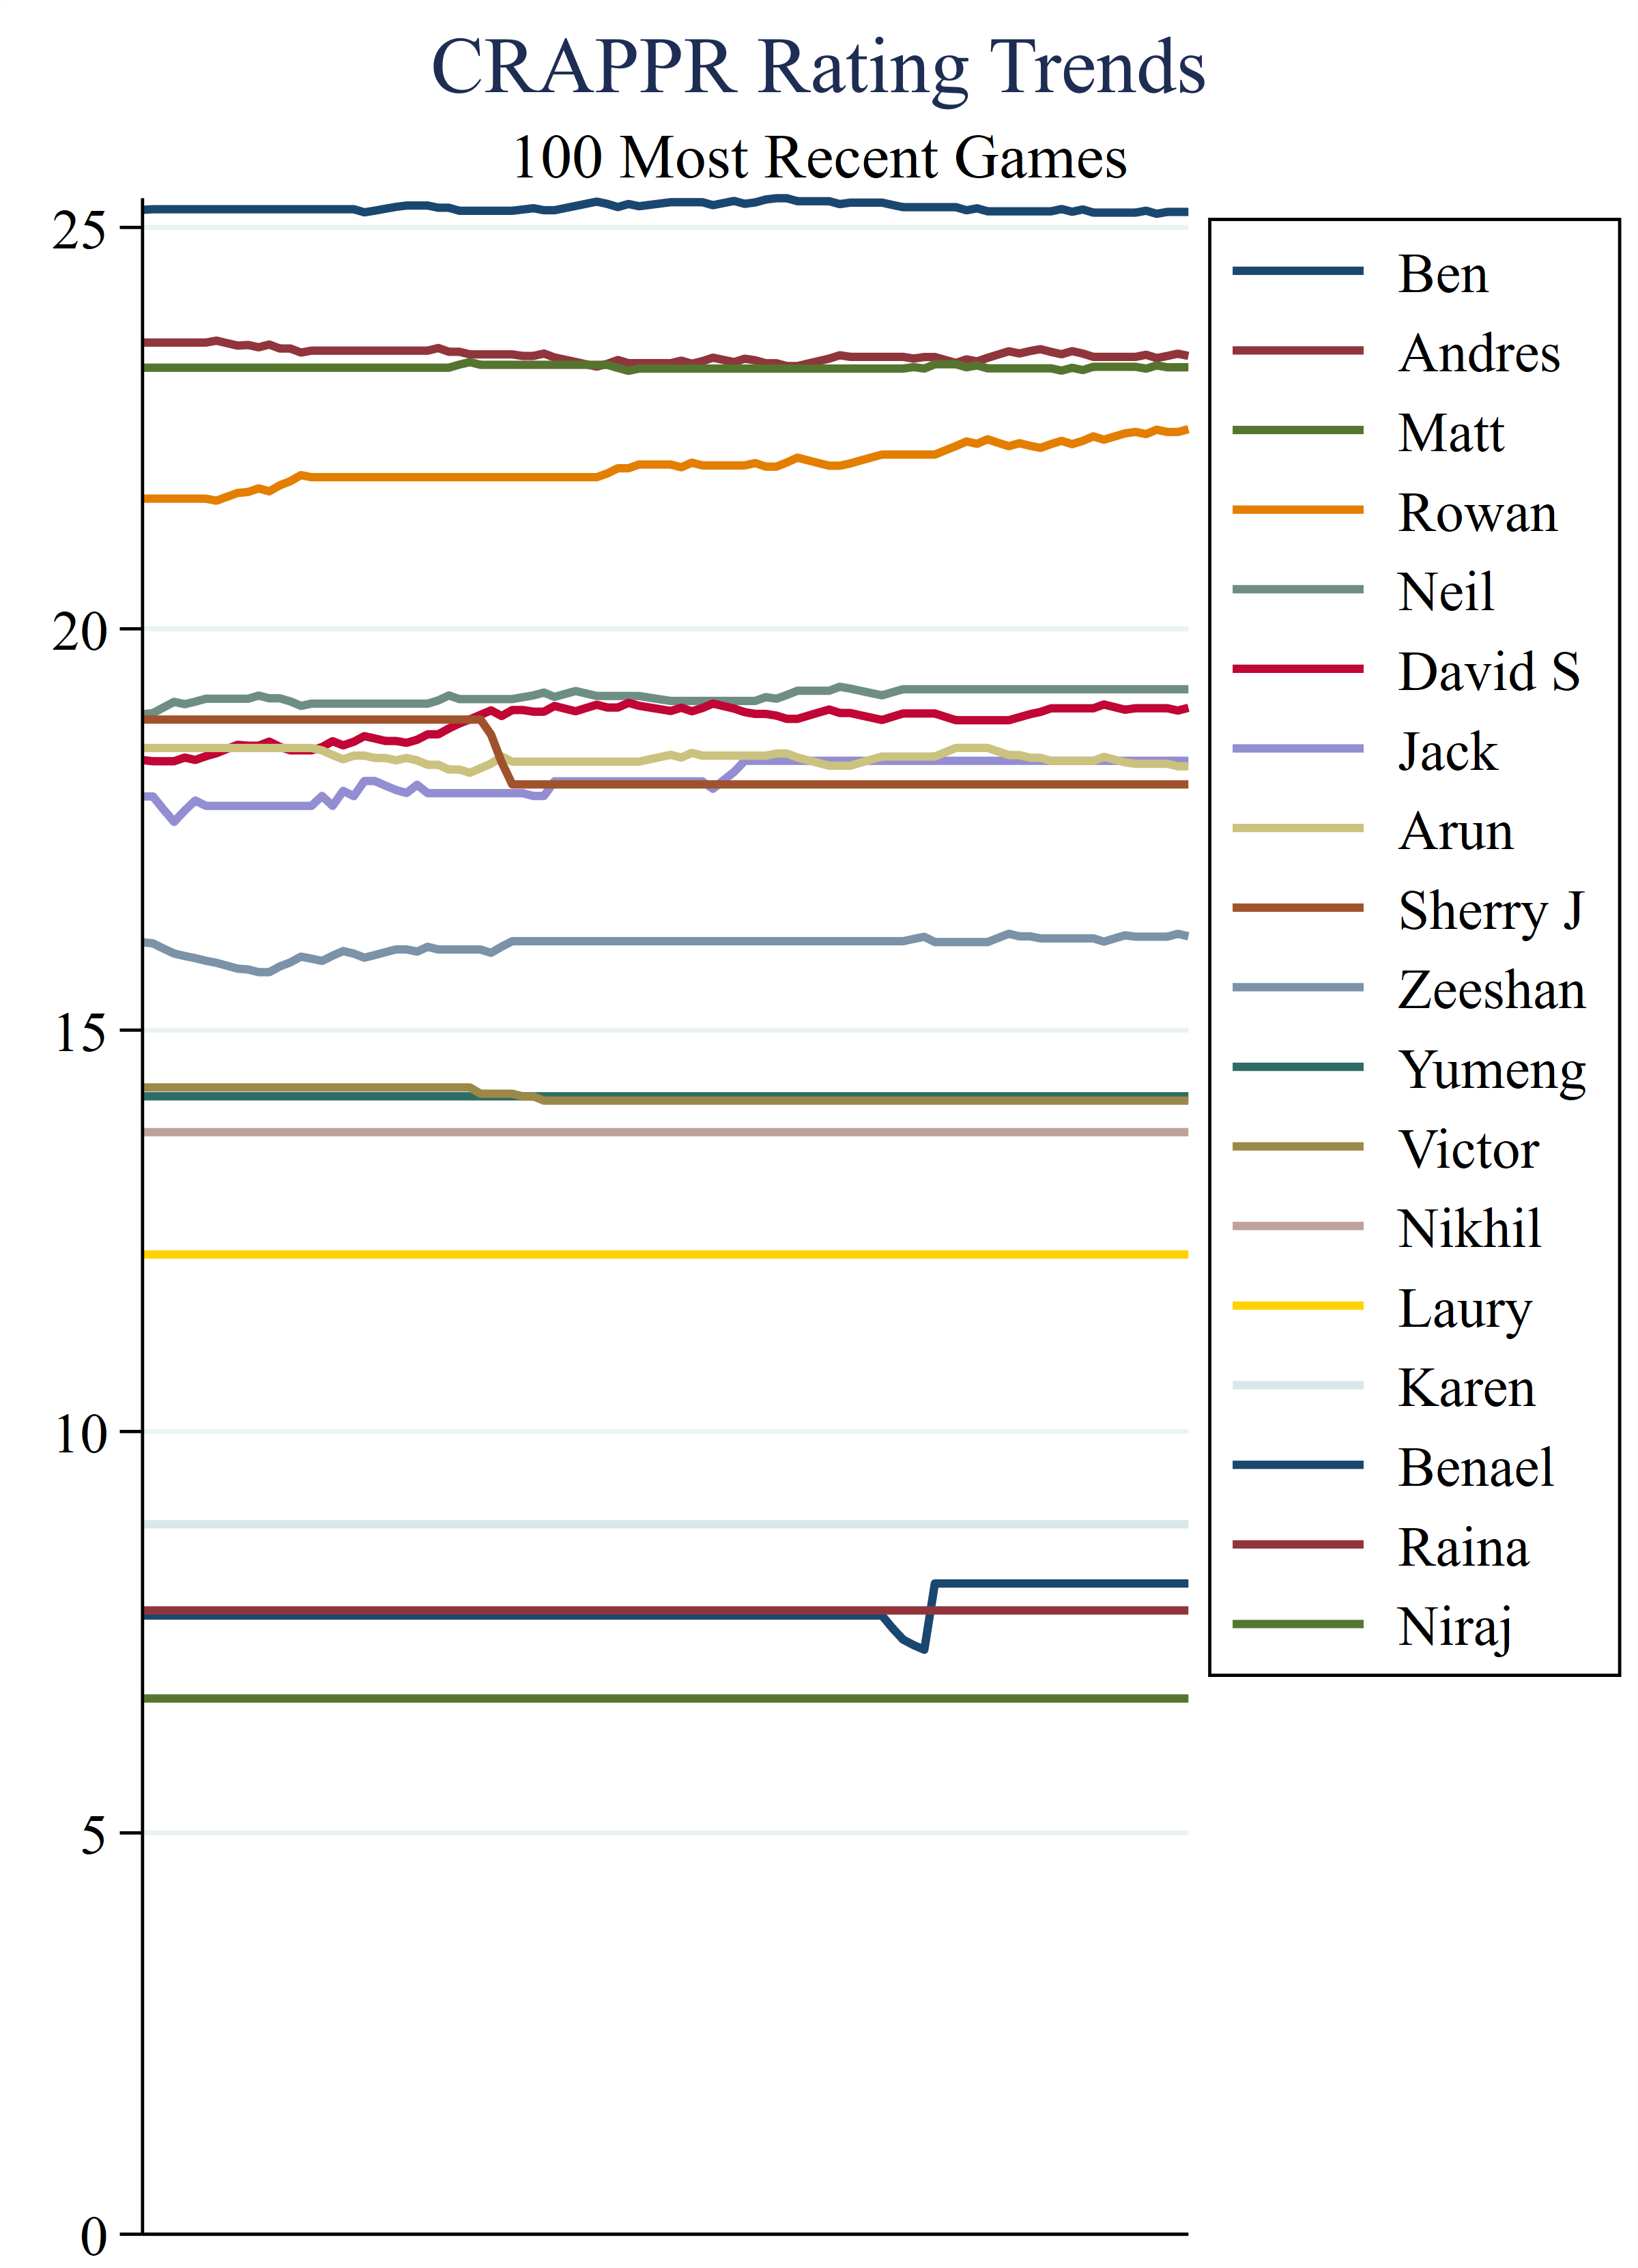 CRAPPR Rating Trends
100 Most Recent Games
25
20
15
10
5
0
Ben
Andres
Matt
Rowan
Neil
David S
Jack
Arun
Sherry J
Zeeshan
Yumeng
Victor
Nikhil
Laury
Karen
Benael
Raina
Niraj